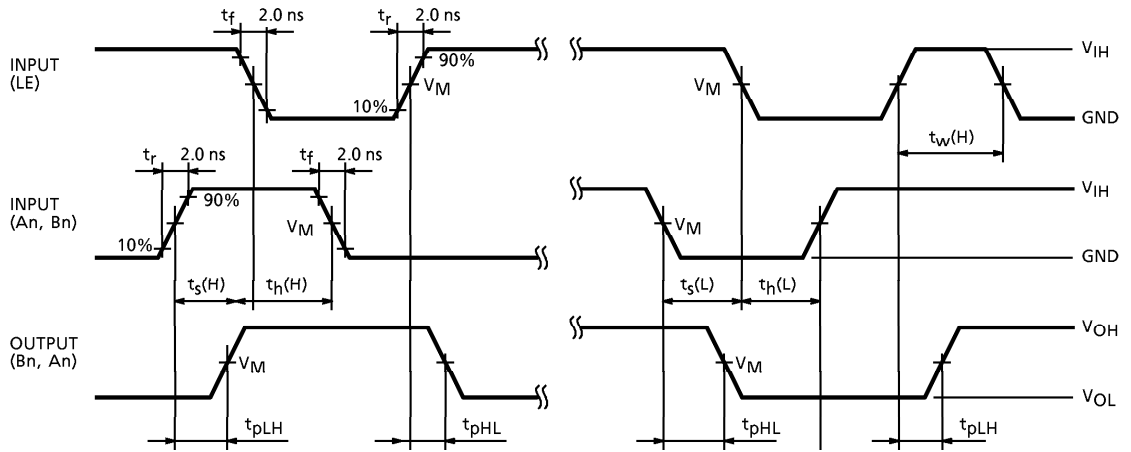 tf 2.0 ns tr 2.0 ns
INPUT
(LE)
90%
VM
10%
VM
VIH
GND
tw(H)
tr 2.0 ns tf 2.0 ns
INPUT
(An, Bn)
90%
VM
10%
VM
VIH
GND
ts(H) th(H) ts(L) th(L)
OUTPUT
(Bn, An)
VM
VM
VOH
VOL
tpLH tpHL tpHL tpLH